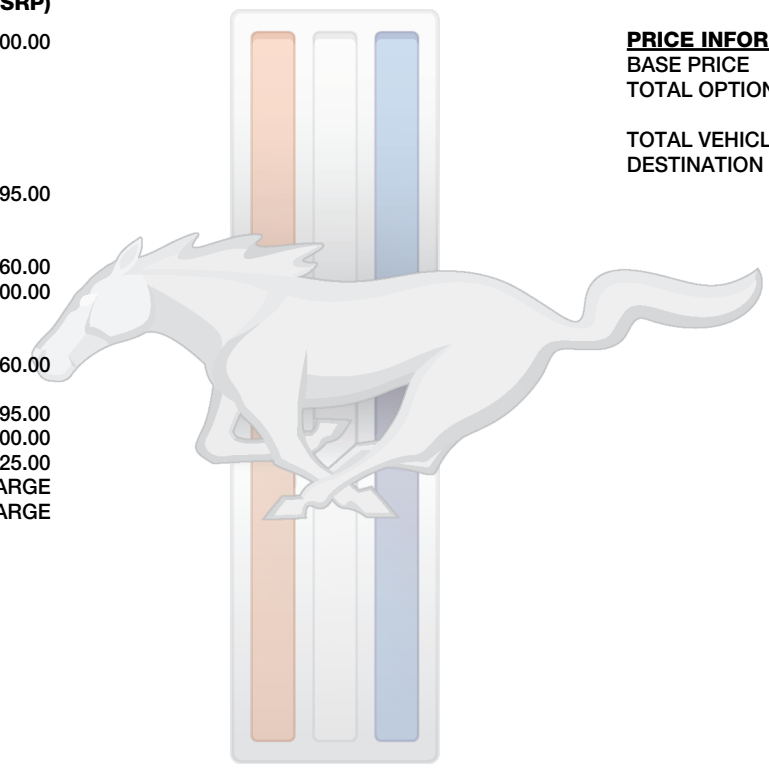 SRP)
00.00
95.00
60.00
00.00
60.00
95.00
00.00
25.00
ARGE
ARGE
PRICE INFOR
BASE PRICE
TOTAL OPTION
TOTAL VEHICL
DESTINATION